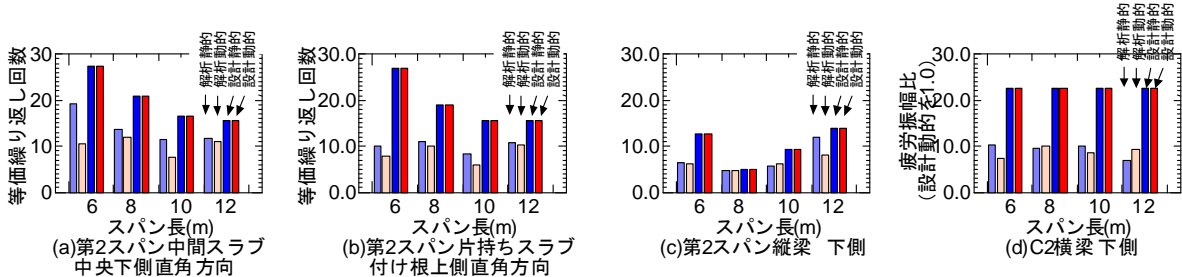 等価繰り返し回数
30
20
10
0.0
解析静的
解析動的
設計静的
設計動的
6 8 10 12
スパン長(m)
(a)第2スパン中間スラブ
中央下側直角方向
等価繰り返し回数
30
20
10
0.0
解析静的
解析動的
設計静的
設計動的
6 8 10 12
スパン長(m)
(b)第2スパン片持ちスラブ
付け根上側直角方向
30
20
10.0
0.0
解析静的
解析動的
設計静的
設計動的
6 8 10 12
スパン長(m)
(c)第2スパン縦梁 下側
疲労振幅比
(設計動的を1.0)
30.0
20.0
10.0
0.0
解析静的
解析動的
設計静的
設計動的
6 8 10 12
スパン長(m)
(d)C2横梁下側